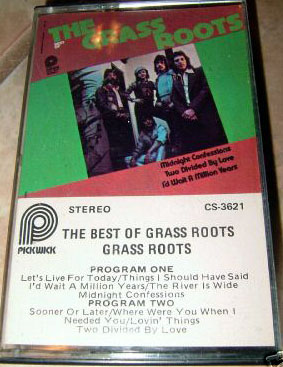 THE
GRASS
ROOTS
Midnight Confessions
Two Divided By Love
I'd Wait A Million Years
STEREO
CS-3621
PICKWICK
THE BEST OF GRASS ROOTS
GRASS ROOTS
PROGRAM ONE
Let's Live For Today/Things I Should Have Said
I'd Wait A Million Years/The River Is Wide
Midnight Confessions
PROGRAM TWO
Sooner Or Later/Where Were You When I
Needed You/Lovin' Things
Two Divided By Love